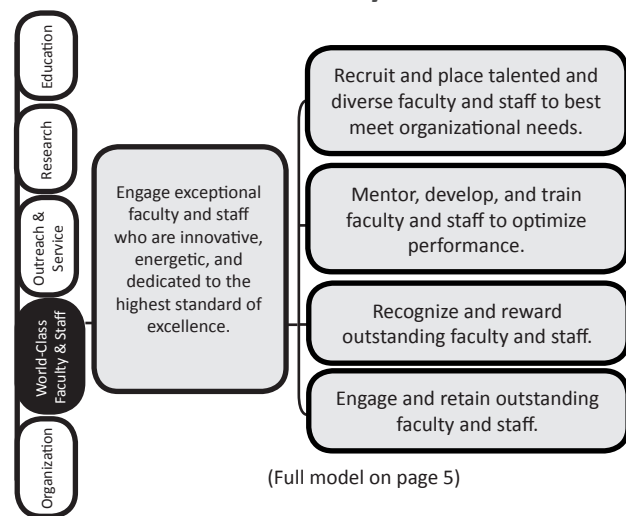 Education
Research
Outreach &
Service
World-Class
Faculty & Staff
Organization
Engage exceptional
faculty and staff
who are innovative,
energetic, and
dedicated to the
highest standard of
excellence.
Recruit and place talented and
diverse faculty and staff to best
meet organizational needs.
Mentor, develop, and train
faculty and staff to optimize
performance.
Recognize and reward
outstanding faculty and staff.
Engage and retain outstanding
faculty and staff.
(Full model on page 5)